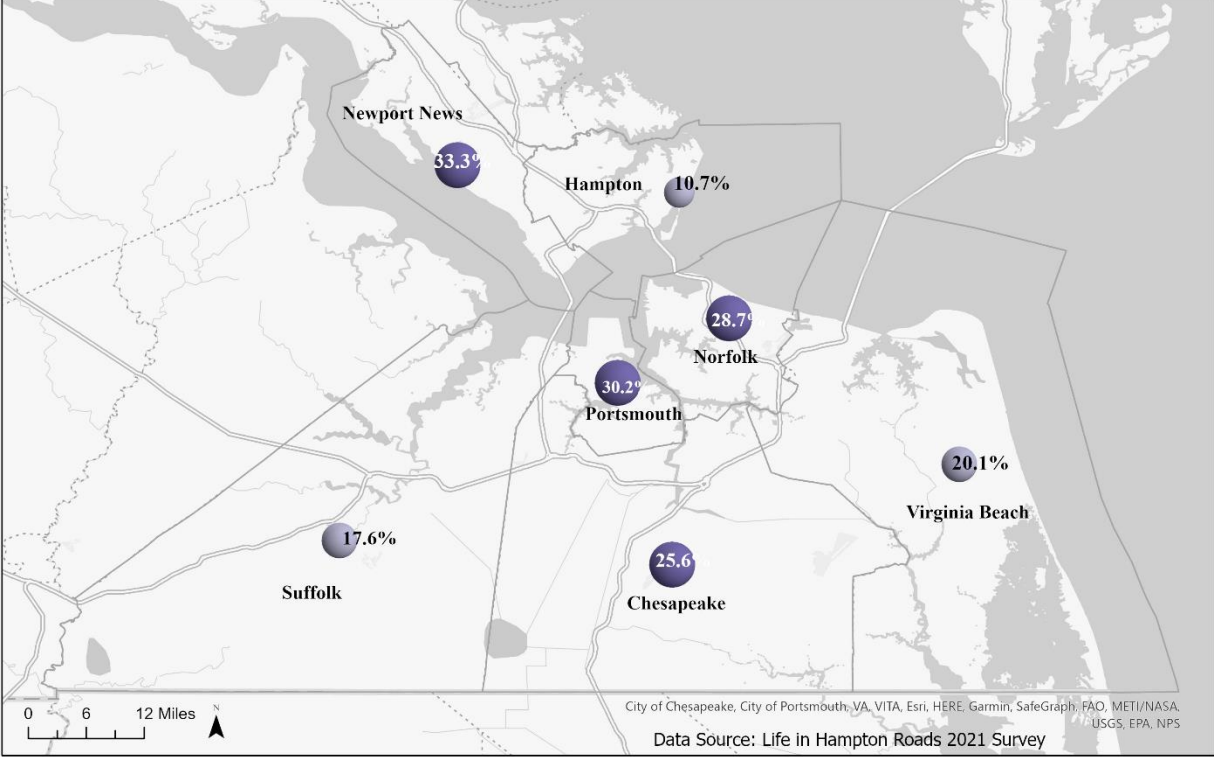 Newport News
33.3%
Hampton
10.7%
28.7%
Norfolk
30.2%
Portsmouth
20.1%
Virginia Beach
17.6%
Suffolk
25.6%
Chesapeake
0 6 12 Miles
N
City of Chesapeake, City of Portsmouth, VA, VITA, Esri, HERE, Garmin, SafeGraph, FAO, METI/NASA,
USGS, EPA, NPS
Data Source: Life in Hampton Roads 2021 Survey